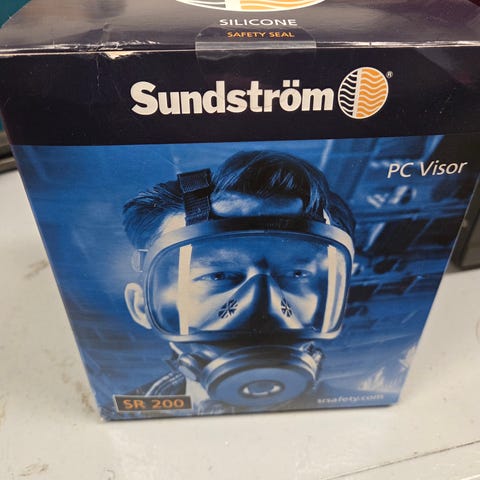 SILICONE
SAFETY SEAL
Sundström®
PC Visor
SR 200
srsafety.com